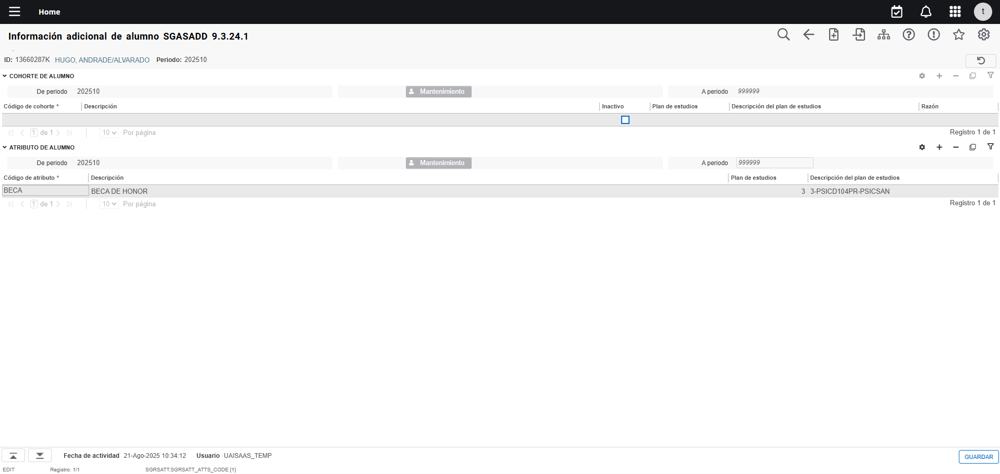 Home
t
Información adicional de alumno SGASADD 9.3.24.1
ID: 13660287K HUGO, ANDRADE/ALVARADO Periodo: 202510
COHORTE DE ALUMNO
De periodo 202510 Mantenimiento A periodo 999999
Código de cohorte * Descripción Inactivo Plan de estudios Descripción del plan de estudios Razón
1 de 1 10 Por página Registro 1 de 1
ATRIBUTO DE ALUMNO
De periodo 202510 Mantenimiento A periodo 999999
Código de atributo * Descripción Plan de estudios Descripción del plan de estudios
BECA BECA DE HONOR 3 3-PSICD104PR-PSICSAN
1 de 1 10 Por página Registro 1 de 1
Fecha de actividad 21-Ago-2025 10:34:12 Usuario UAISAAS_TEMP GUARDAR
EDIT Registro: 1/1 SGRSATT.SGRSATT_ATTS_CODE [1]